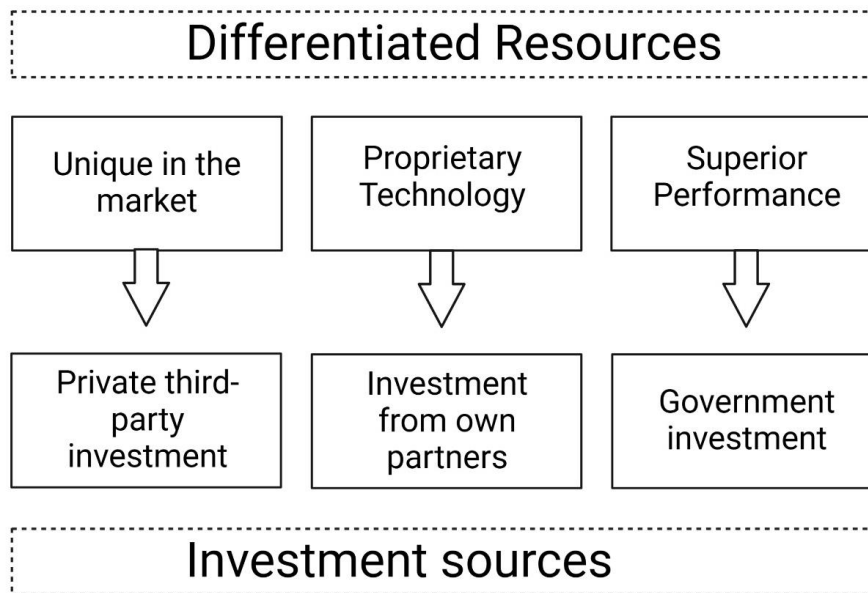 Differentiated Resources
Unique in the
market
Proprietary
Technology
Superior
Performance
Private third-
party
investment
Investment
from own
partners
Government
investment
Investment sources